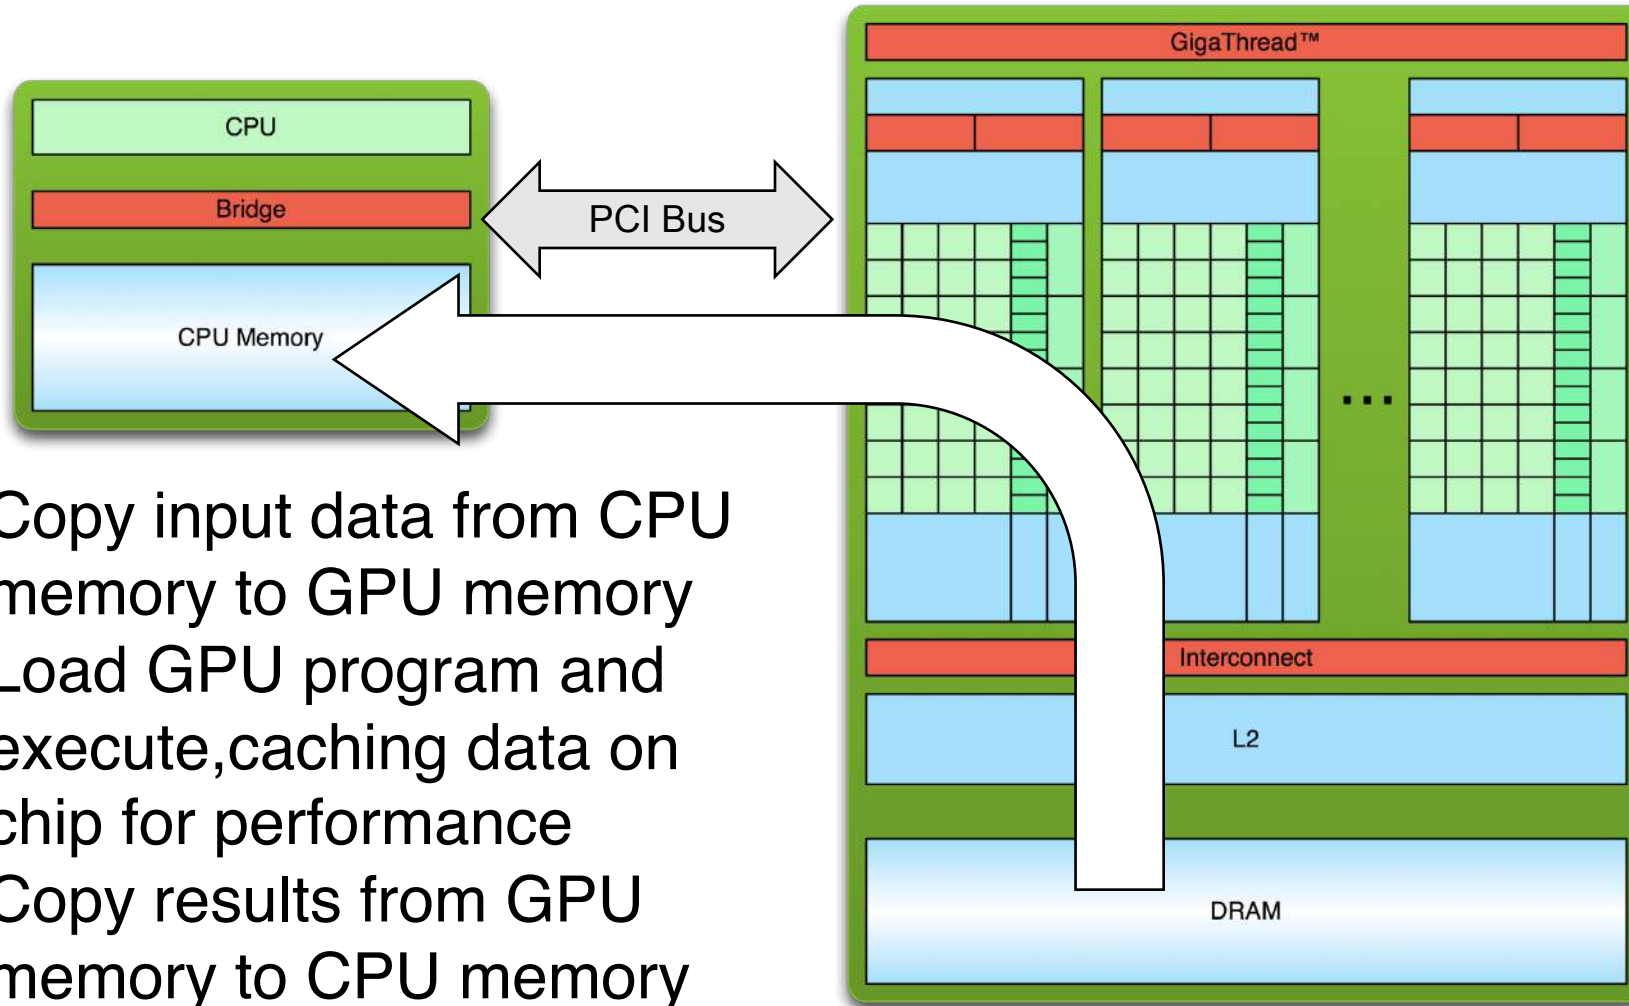 GigaThread™
CPU
Bridge
PCI Bus
CPU Memory
...
Copy input data from CPU
memory to GPU memory
Load GPU program and
execute,caching data on
chip for performance
Copy results from GPU
memory to CPU memory
Interconnect
L2
DRAM